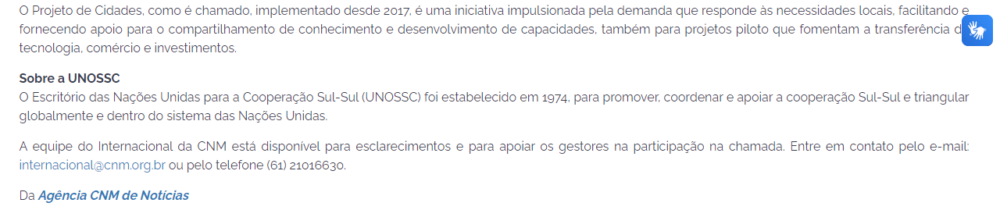 O Projeto de Cidades, como é chamado, implementado desde 2017, é uma iniciativa impulsionada pela demanda que responde às necessidades locais, facilitando e
fornecendo apoio para o compartilhamento de conhecimento e desenvolvimento de capacidades, também para projetos piloto que fomentam a transferência d
tecnologia, comércio e investimentos.
Sobre a UNOSSC
O Escritório das Nações Unidas para a Cooperação Sul-Sul (UNOSSC) foi estabelecido em 1974, para promover, coordenar e apoiar a cooperação Sul-Sul e triangular
globalmente e dentro do sistema das Nações Unidas.
A equipe do Internacional da CNM está disponível para esclarecimentos e para apoiar os gestores na participação na chamada. Entre em contato pelo e-mail:
internacional@cnm.org.br ou pelo telefone (61) 21016630.
Da Agência CNM de Notícias